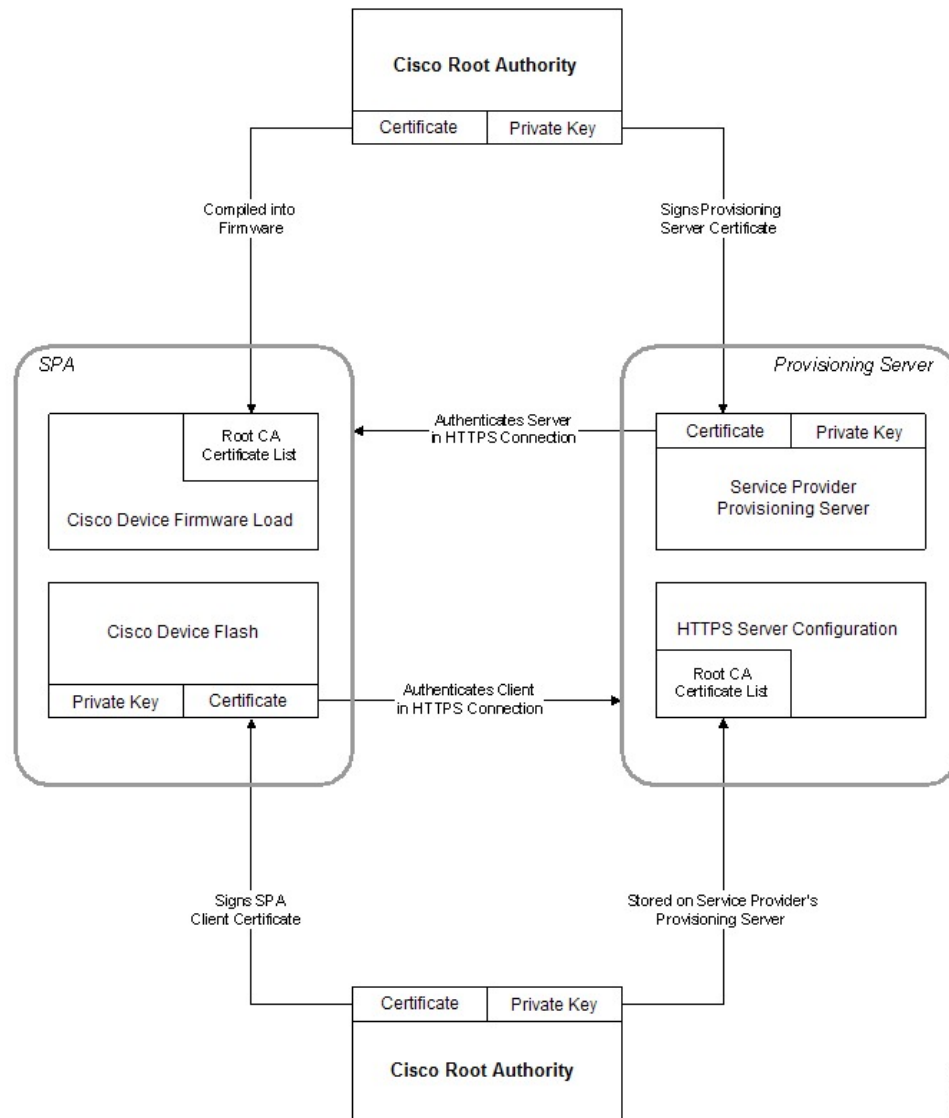 Cisco Root Authority
Certificate
Private Key
Compiled into
Firmware
Signs Provisioning
Server Certificate
SPA
Provisioning Server
Root CA
Certificate List
Cisco Device Firmware Load
Authenticates Server
in HTTPS Connection
Certificate
Private Key
Service Provider
Provisioning Server
Cisco Device Flash
Private Key
Certificate
Authenticates Client
in HTTPS Connection
HTTPS Server Configuration
Root CA
Certificate List
Signs SPA
Client Certificate
Stored on Service Provider's
Provisioning Server
Certificate
Private Key
Cisco Root Authority